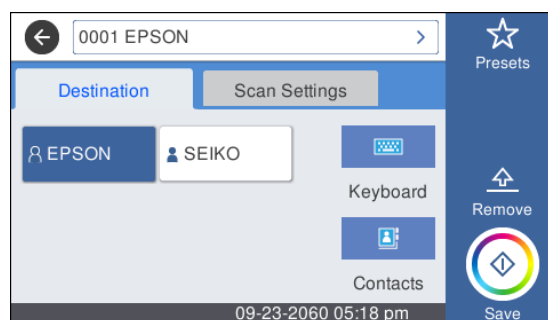 0001 EPSON
Presets
Destination
Scan Settings
EPSON
SEIKO
Keyboard
Remove
Contacts
09-23-2060 05:18 pm
Save